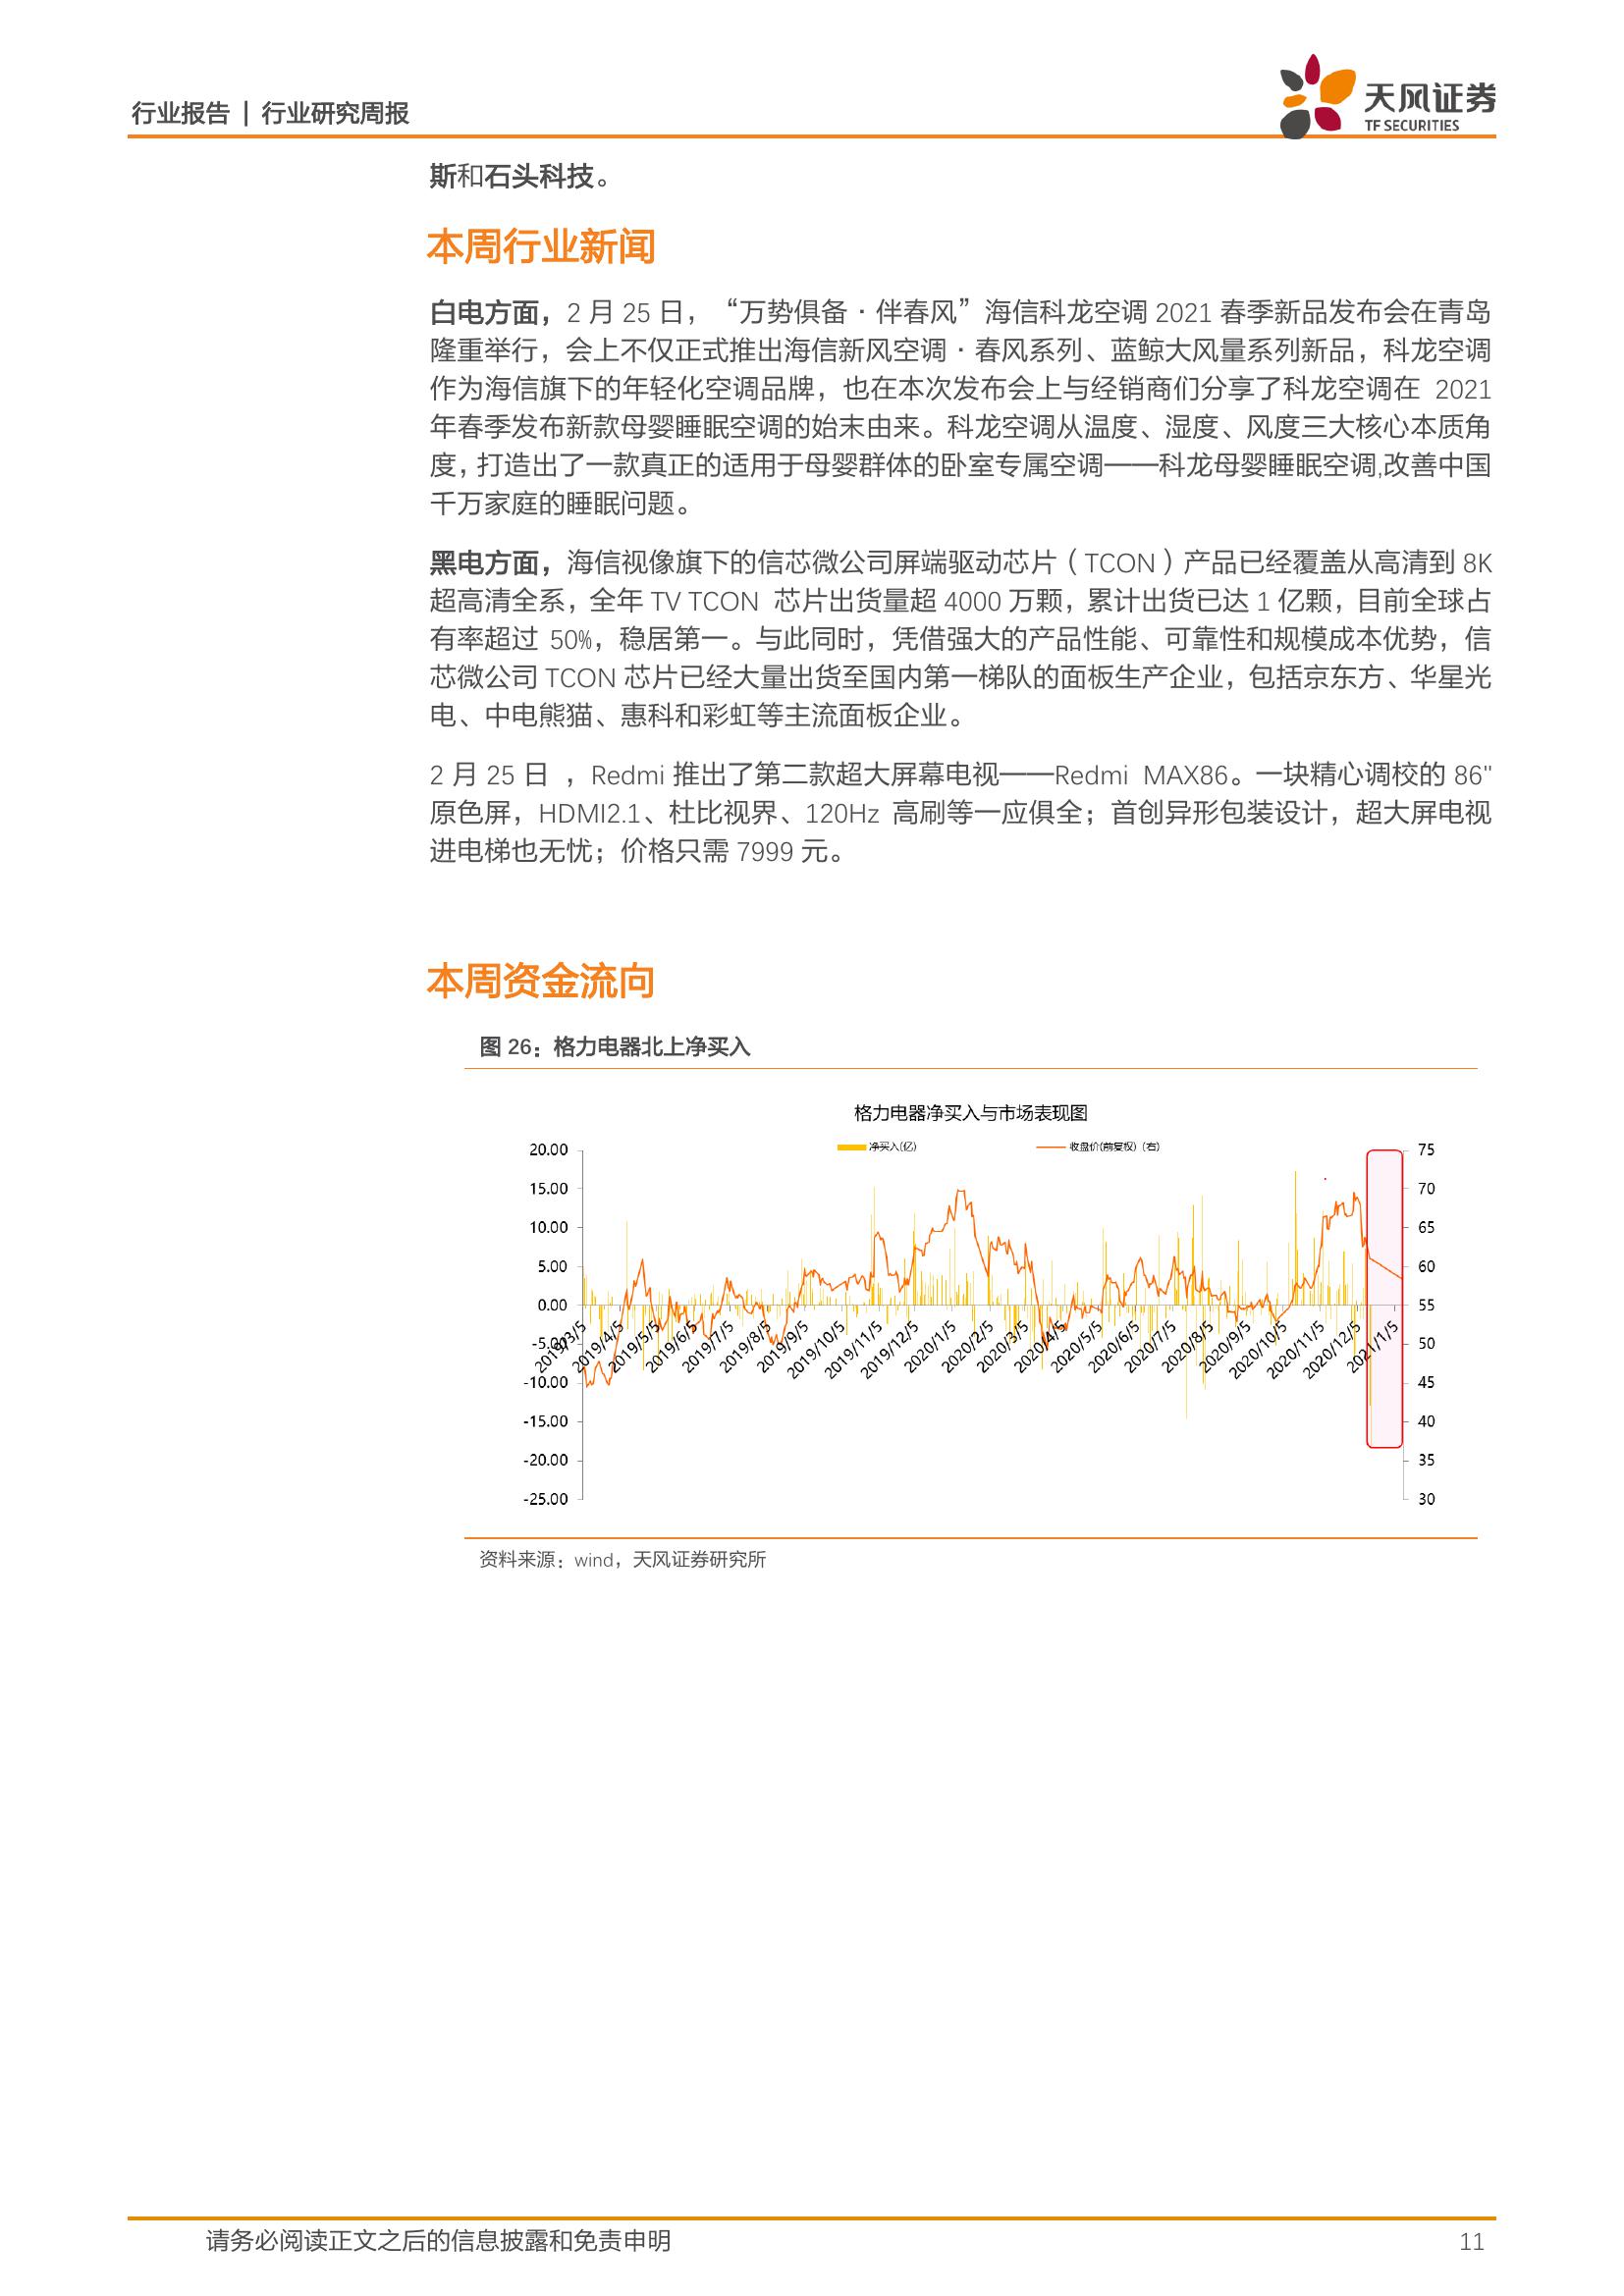 行业报告 | 行业研究周报
天风证券
TF SECURITIES
斯和石头科技。
本周行业新闻
白电方面，2 月 25 日，“万势俱备·伴春风”海信科龙空调 2021 春季新品发布会在青岛
隆重举行，会上不仅正式推出海信新风空调·春风系列、蓝鲸大风量系列新品，科龙空调
作为海信旗下的年轻化空调品牌，也在本次发布会上与经销商们分享了科龙空调在 2021
年春季发布新款母婴睡眠空调的始末由来。科龙空调从温度、湿度、风度三大核心本质角
度，打造出了一款真正的适用于母婴群体的卧室专属空调——科龙母婴睡眠空调,改善中国
千万家庭的睡眠问题。
黑电方面，海信视像旗下的信芯微公司屏端驱动芯片（TCON）产品已经覆盖从高清到 8K
超高清全系，全年 TV TCON 芯片出货量超 4000 万颗，累计出货已达 1 亿颗，目前全球占
有率超过 50%，稳居第一。与此同时，凭借强大的产品性能、可靠性和规模成本优势，信
芯微公司 TCON 芯片已经大量出货至国内第一梯队的面板生产企业，包括京东方、华星光
电、中电熊猫、惠科和彩虹等主流面板企业。
2 月 25 日 ，Redmi 推出了第二款超大屏幕电视——Redmi MAX86。一块精心调校的 86"
原色屏，HDMI2.1、杜比视界、120Hz 高刷等一应俱全；首创异形包装设计，超大屏电视
进电梯也无忧；价格只需 7999 元。
本周资金流向
图 26：格力电器北上净买入
格力电器净买入与市场表现图
净买入(亿) 收盘价(前复权)（右）
20.00 75
15.00 70
10.00 65
5.00 60
0.00 55
-5.00 50
-10.00 45
-15.00 40
-20.00 35
-25.00 30
2019/3/5 2019/4/5 2019/5/5 2019/6/5 2019/7/5 2019/8/5 2019/9/5 2019/10/5 2019/11/5 2019/12/5 2020/1/5 2020/2/5 2020/3/5 2020/4/5 2020/5/5 2020/6/5 2020/7/5 2020/8/5 2020/9/5 2020/10/5 2020/11/5 2020/12/5 2021/1/5
资料来源：wind，天风证券研究所
请务必阅读正文之后的信息披露和免责申明 11